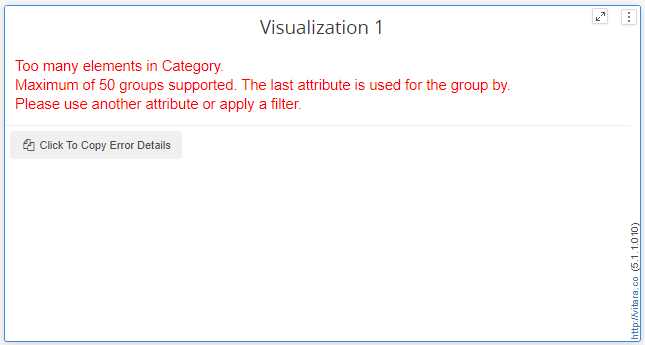 Visualization 1
Too many elements in Category.
Maximum of 50 groups supported. The last attribute is used for the group by.
Please use another attribute or apply a filter.
Click To Copy Error Details
http://vitara.co (5.1.1.010)